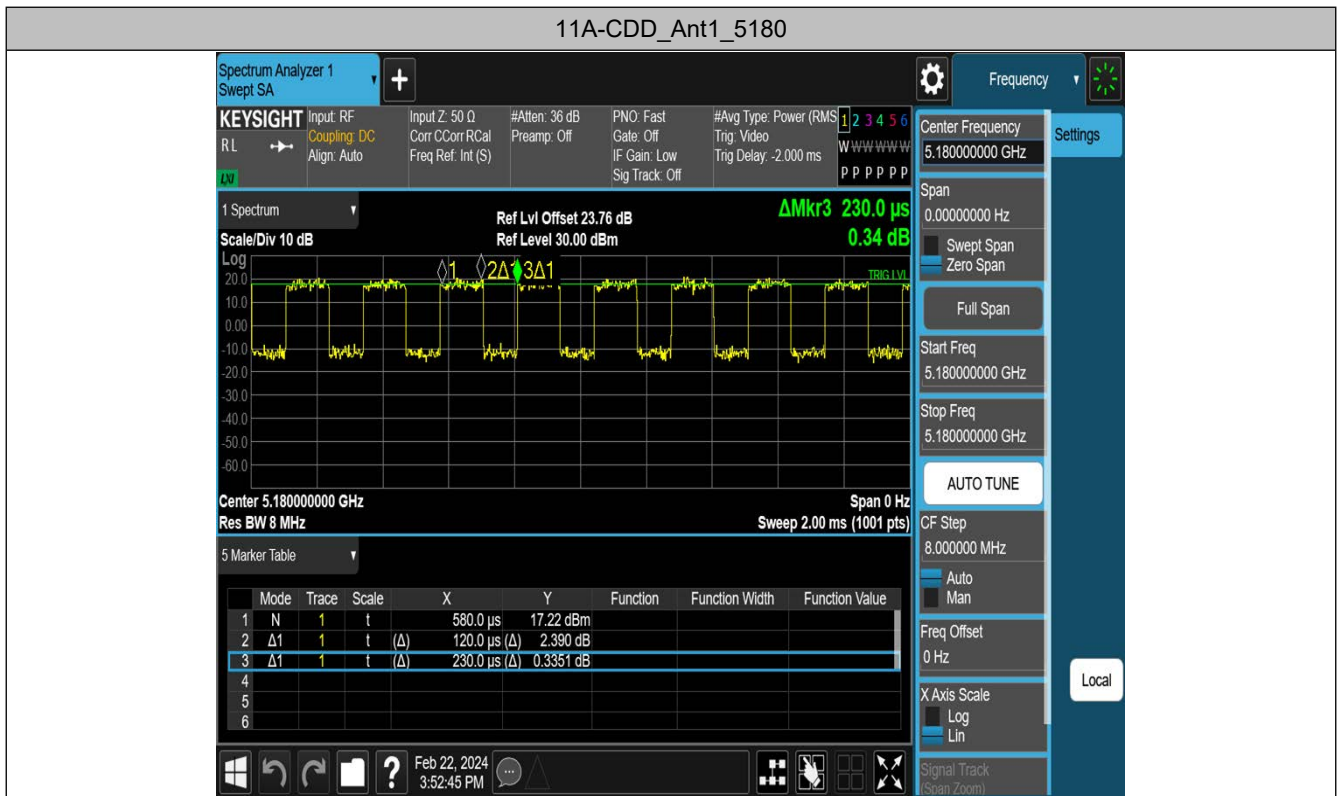 11A-CDD_Ant1_5180
Spectrum Analyzer 1
Swept SA
+
Frequency
KEYSIGHT
RL
LXI
Input: RF
Coupling: DC
Align: Auto
Input Z: 50 Ω
Corr CCorr RCal
Freq Ref: Int (S)
#Atten: 36 dB
Preamp: Off
PNO: Fast
Gate: Off
IF Gain: Low
Sig Track: Off
#Avg Type: Power (RMS
Trig: Video
Trig Delay: -2.000 ms
1 2 3 4 5 6
W W W W W W
P P P P P P
1 Spectrum
Scale/Div 10 dB
Ref Lvl Offset 23.76 dB
Ref Level 30.00 dBm
ΔMkr3 230.0 µs
0.34 dB
Log
1 2Δ1 3Δ1
TRIG LVL
20.0
10.0
0.00
-10.0
-20.0
-30.0
-40.0
-50.0
-60.0
Center 5.180000000 GHz
Span 0 Hz
Res BW 8 MHz
Sweep 2.00 ms (1001 pts)
5 Marker Table
Mode Trace Scale X Y Function Function Width Function Value
1 N 1 t 580.0 µs 17.22 dBm
2 Δ1 1 t (Δ) 120.0 µs (Δ) 2.390 dB
3 Δ1 1 t (Δ) 230.0 µs (Δ) 0.3351 dB
4
5
6
?
Feb 22, 2024
3:52:45 PM
Center Frequency
5.180000000 GHz
Settings
Span
0.00000000 Hz
Swept Span
Zero Span
Full Span
Start Freq
5.180000000 GHz
Stop Freq
5.180000000 GHz
AUTO TUNE
CF Step
8.000000 MHz
Auto
Man
Freq Offset
0 Hz
X Axis Scale
Log
Lin
Local
Signal Track
(Span Zoom)